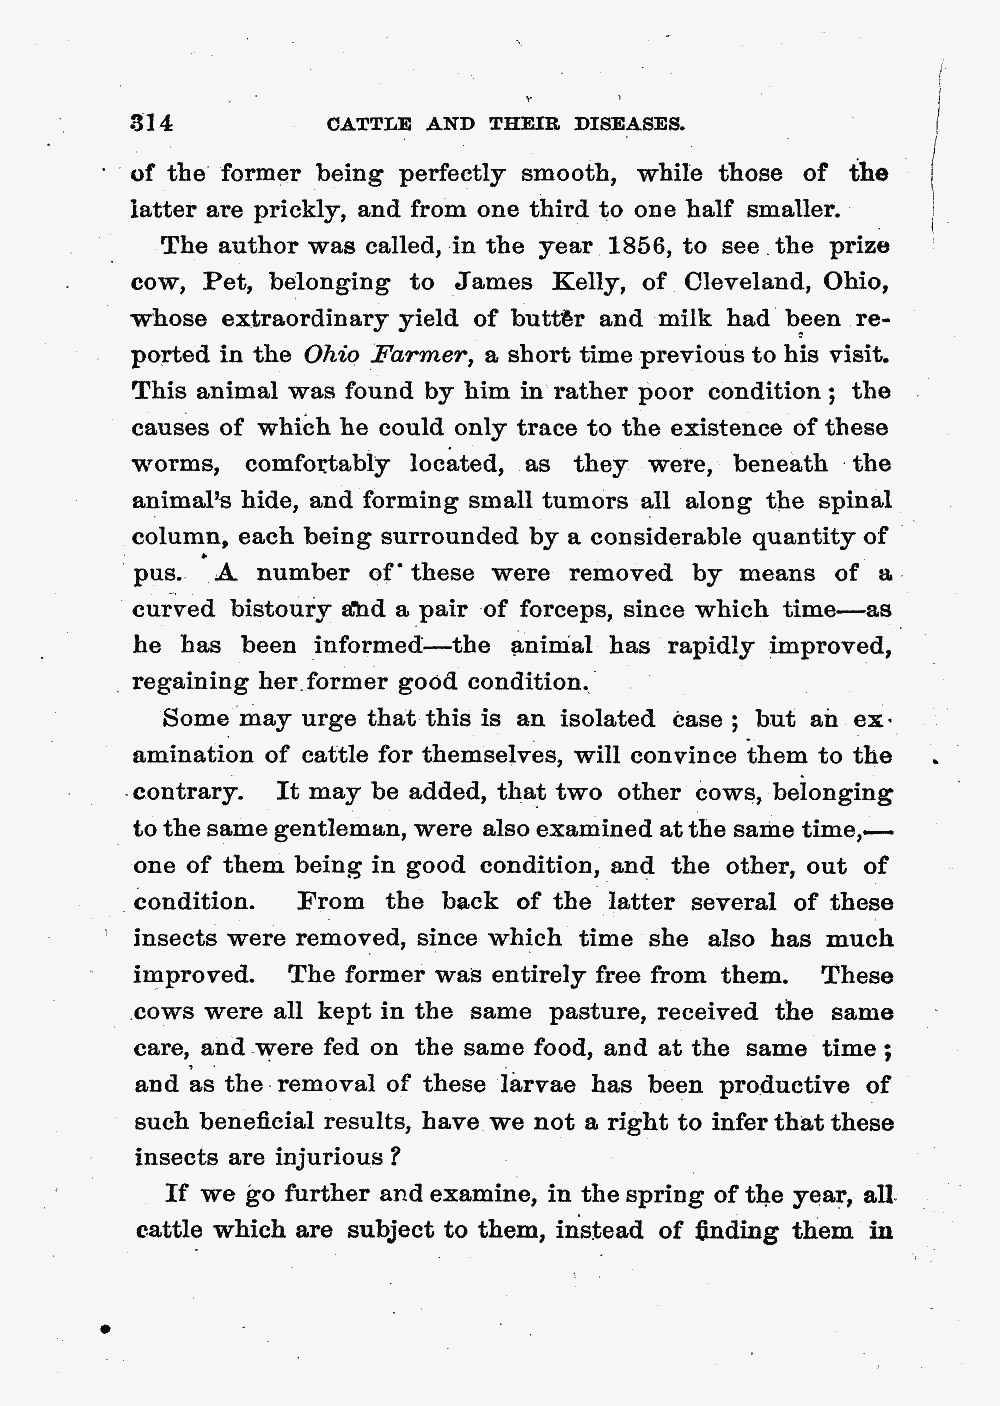 314 CATTLE AND THEIR DISEASES.
of the former being perfectly smooth, while those of the
latter are prickly, and from one third to one half smaller.
The author was called, in the year 1856, to see the prize
cow, Pet, belonging to James Kelly, of Cleveland, Ohio,
whose extraordinary yield of butter and milk had been re-
ported in the Ohio Farmer, a short time previous to his visit.
This animal was found by him in rather poor condition ; the
causes of which he could only trace to the existence of these
worms, comfortably located, as they were, beneath the
animal's hide, and forming small tumors all along the spinal
column, each being surrounded by a considerable quantity of
pus. A number of these were removed by means of a
curved bistoury and a pair of forceps, since which time—as
he has been informed—the animal has rapidly improved,
regaining her former good condition.
Some may urge that this is an isolated case ; but an ex-
amination of cattle for themselves, will convince them to the
contrary. It may be added, that two other cows, belonging
to the same gentleman, were also examined at the same time,—
one of them being in good condition, and the other, out of
condition. From the back of the latter several of these
insects were removed, since which time she also has much
improved. The former was entirely free from them. These
cows were all kept in the same pasture, received the same
care, and were fed on the same food, and at the same time ;
and as the removal of these larvae has been productive of
such beneficial results, have we not a right to infer that these
insects are injurious ?
If we go further and examine, in the spring of the year, all
cattle which are subject to them, instead of finding them in